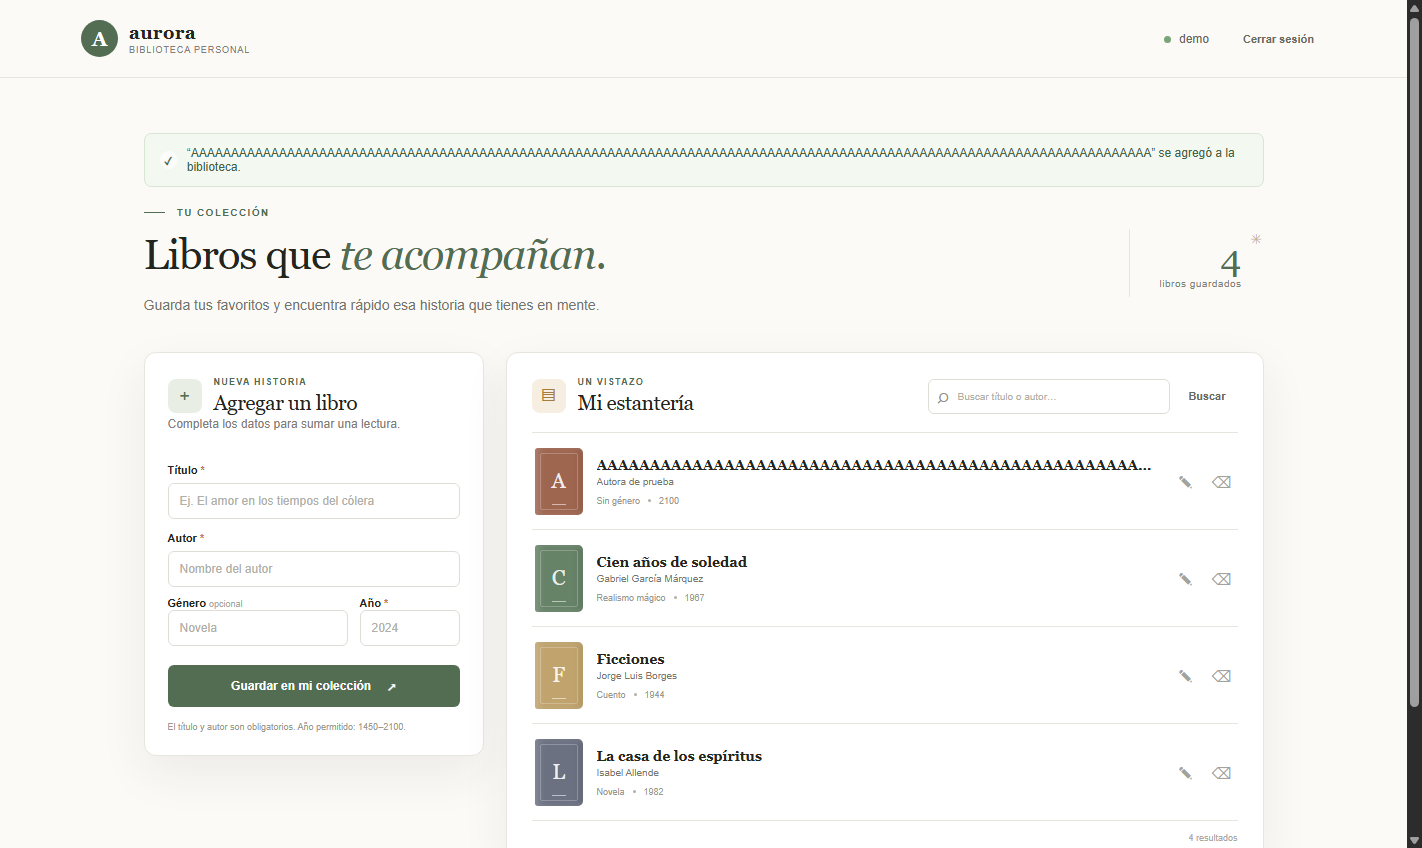 A
aurora
BIBLIOTECA PERSONAL
demo
Cerrar sesión
✓
“AAAAAAAAAAAAAAAAAAAAAAAAAAAAAAAAAAAAAAAAAAAAAAAAAAAAAAAAAAAAAAAAAAAAAAAAAAAAAAAAAAAAAAAAAAAAAAAAAAAAAAAAAAAAAAAAAAAAAAAA” se agregó a la
biblioteca.
TU COLECCIÓN
Libros que te acompañan.
Guarda tus favoritos y encuentra rápido esa historia que tienes en mente.
4
libros guardados
+
NUEVA HISTORIA
Agregar un libro
Completa los datos para sumar una lectura.
Título *
Ej. El amor en los tiempos del cólera
Autor *
Nombre del autor
Género opcional
Año *
Novela
2024
Guardar en mi colección ↗
El título y autor son obligatorios. Año permitido: 1450–2100.
UN VISTAZO
Mi estantería
Buscar título o autor...
Buscar
A
AAAAAAAAAAAAAAAAAAAAAAAAAAAAAAAAAAAAAAAAAAAAAAAAAAA...
Autora de prueba
Sin género • 2100
C
Cien años de soledad
Gabriel García Márquez
Realismo mágico • 1967
F
Ficciones
Jorge Luis Borges
Cuento • 1944
L
La casa de los espíritus
Isabel Allende
Novela • 1982
4 resultados